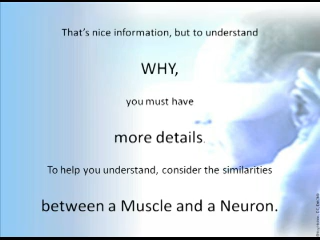 That's nice information, but to understand
WHY,
you must have
more details.
To help you understand, consider the similarities
between a Muscle and a Neuron.